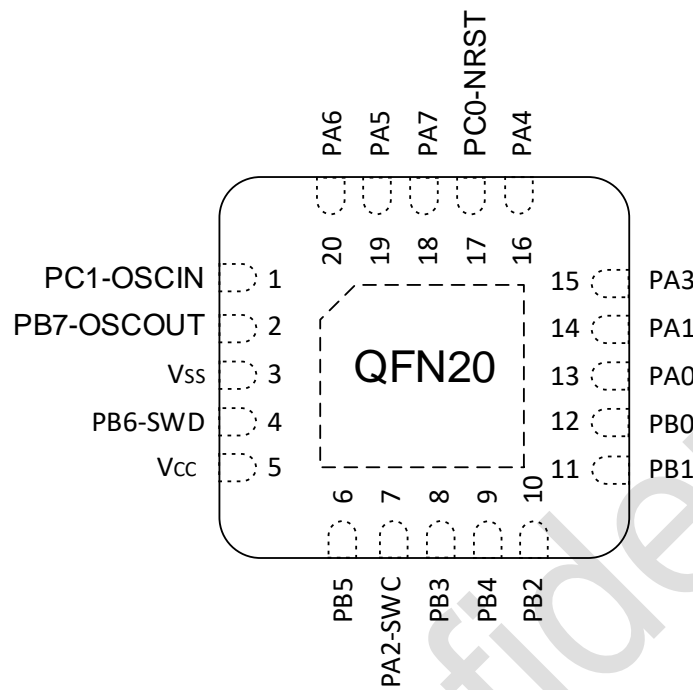 PA6
PA5
PA7
PC0-NRST
PA4
20
19
18
17
16
PC1-OSCIN 1
PB7-OSCOUT 2
Vss 3
PB6-SWD 4
Vcc 5
QFN20
15 PA3
14 PA1
13 PA0
12 PB0
11 PB1
6
7
8
9
10
PB5
PA2-SWC
PB3
PB4
PB2